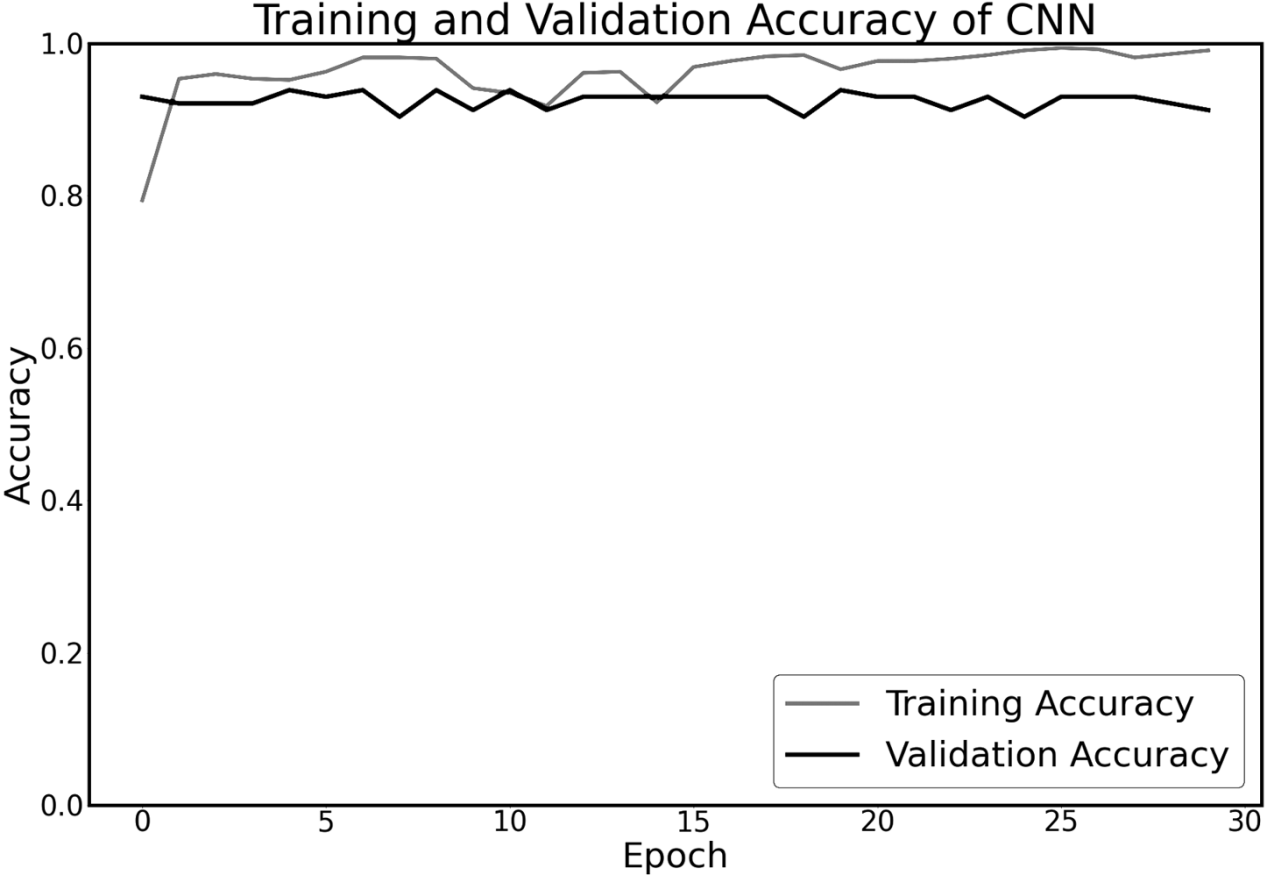 Training and Validation Accuracy of CNN
1.0
0.8
0.6
0.4
0.2
0.0
Accuracy
0 5 10 15 20 25 30
Epoch
Training Accuracy
Validation Accuracy